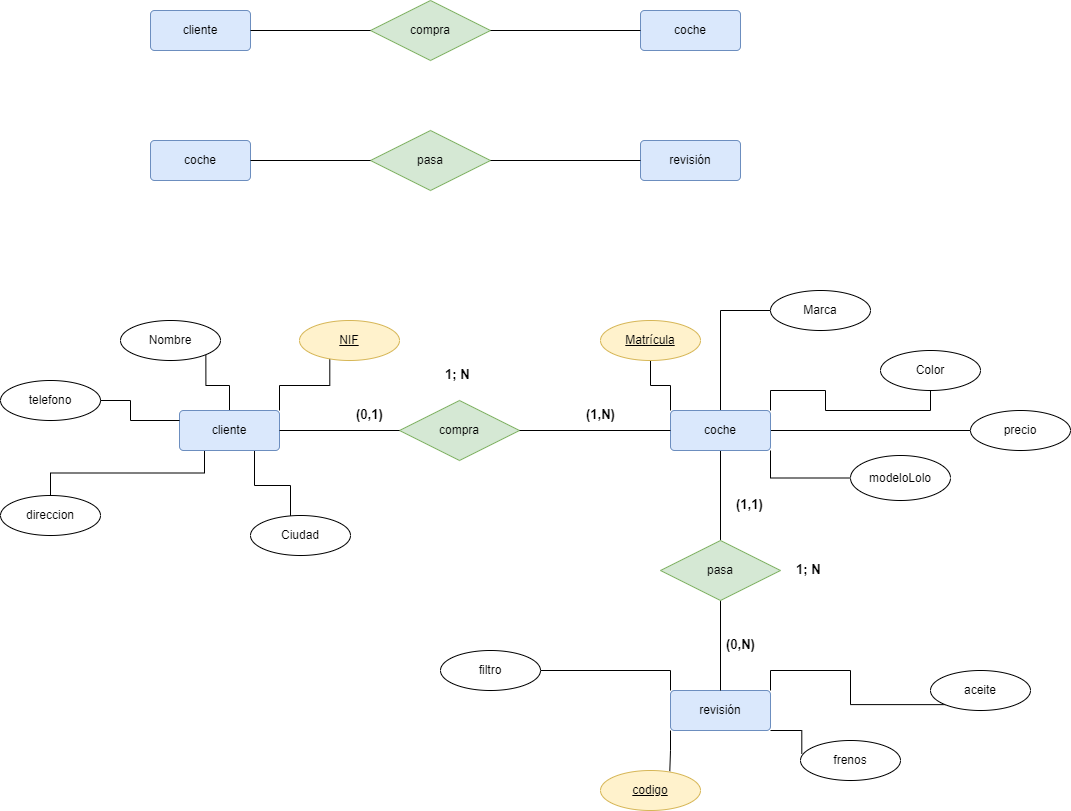 cliente
compra
coche
coche
pasa
revisión
Marca
Nombre
NIF
Matrícula
Color
1; N
telefono
(0,1)
(1,N)
cliente
compra
coche
precio
modeloLolo
(1,1)
direccion
Ciudad
pasa
1; N
(0,N)
filtro
aceite
revisión
frenos
codigo